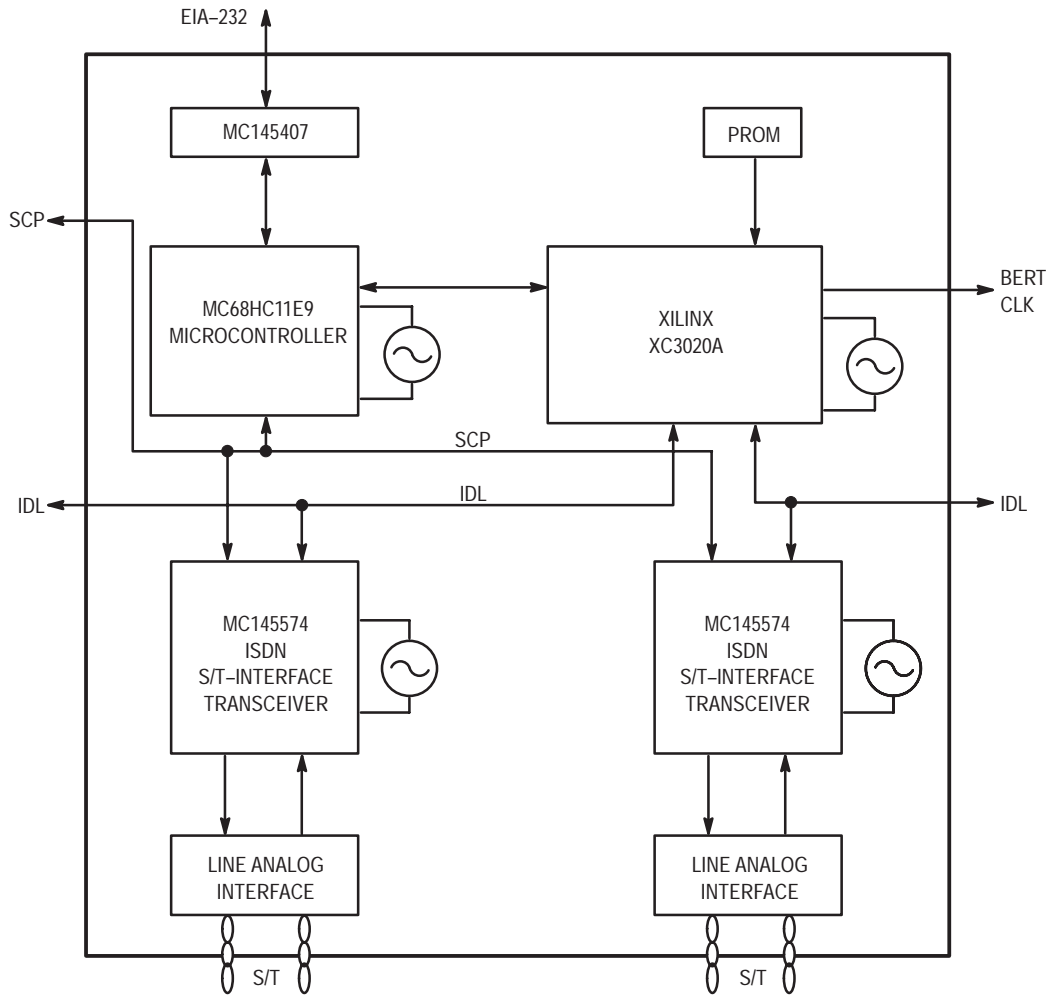 EIA–232
MC145407
PROM
SCP
MC68HC11E9
MICROCONTROLLER
XILINX
XC3020A
BERT
CLK
SCP
IDL
IDL
IDL
MC145574
ISDN
S/T–INTERFACE
TRANSCEIVER
MC145574
ISDN
S/T–INTERFACE
TRANSCEIVER
LINE ANALOG
INTERFACE
LINE ANALOG
INTERFACE
S/T
S/T